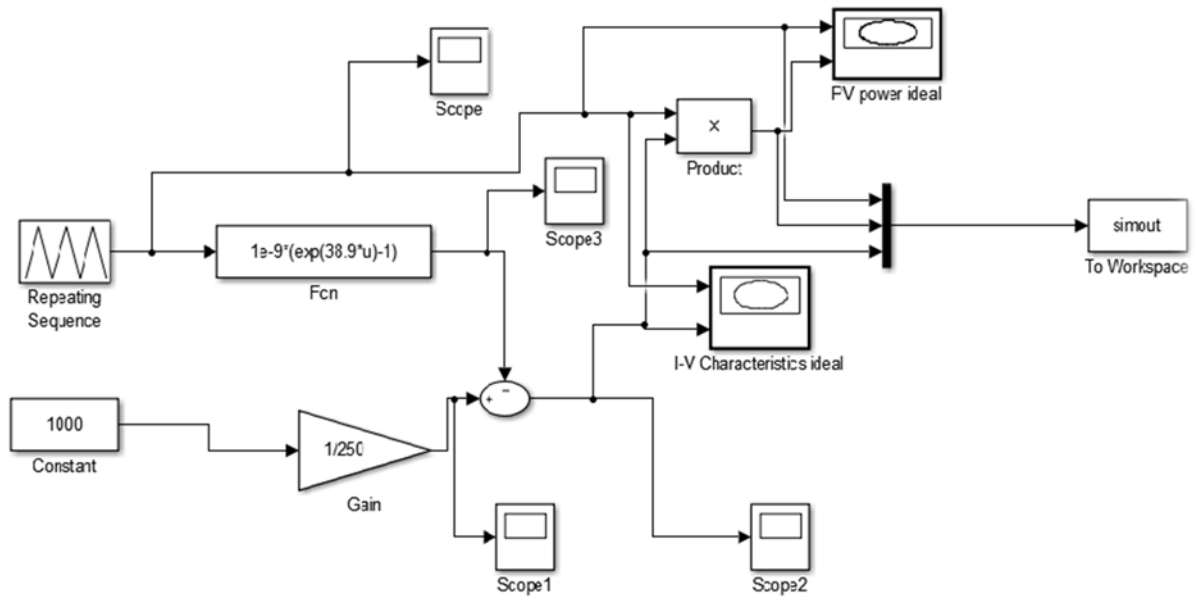 Scope
PV power ideal
X
Product
Scope3
1e-9*(exp(38.9*u)-1)
Fcn
Repeating
Sequence
simout
To Workspace
I-V Characteristics ideal
1000
Constant
1/250
Gain
+
−
Scope1
Scope2